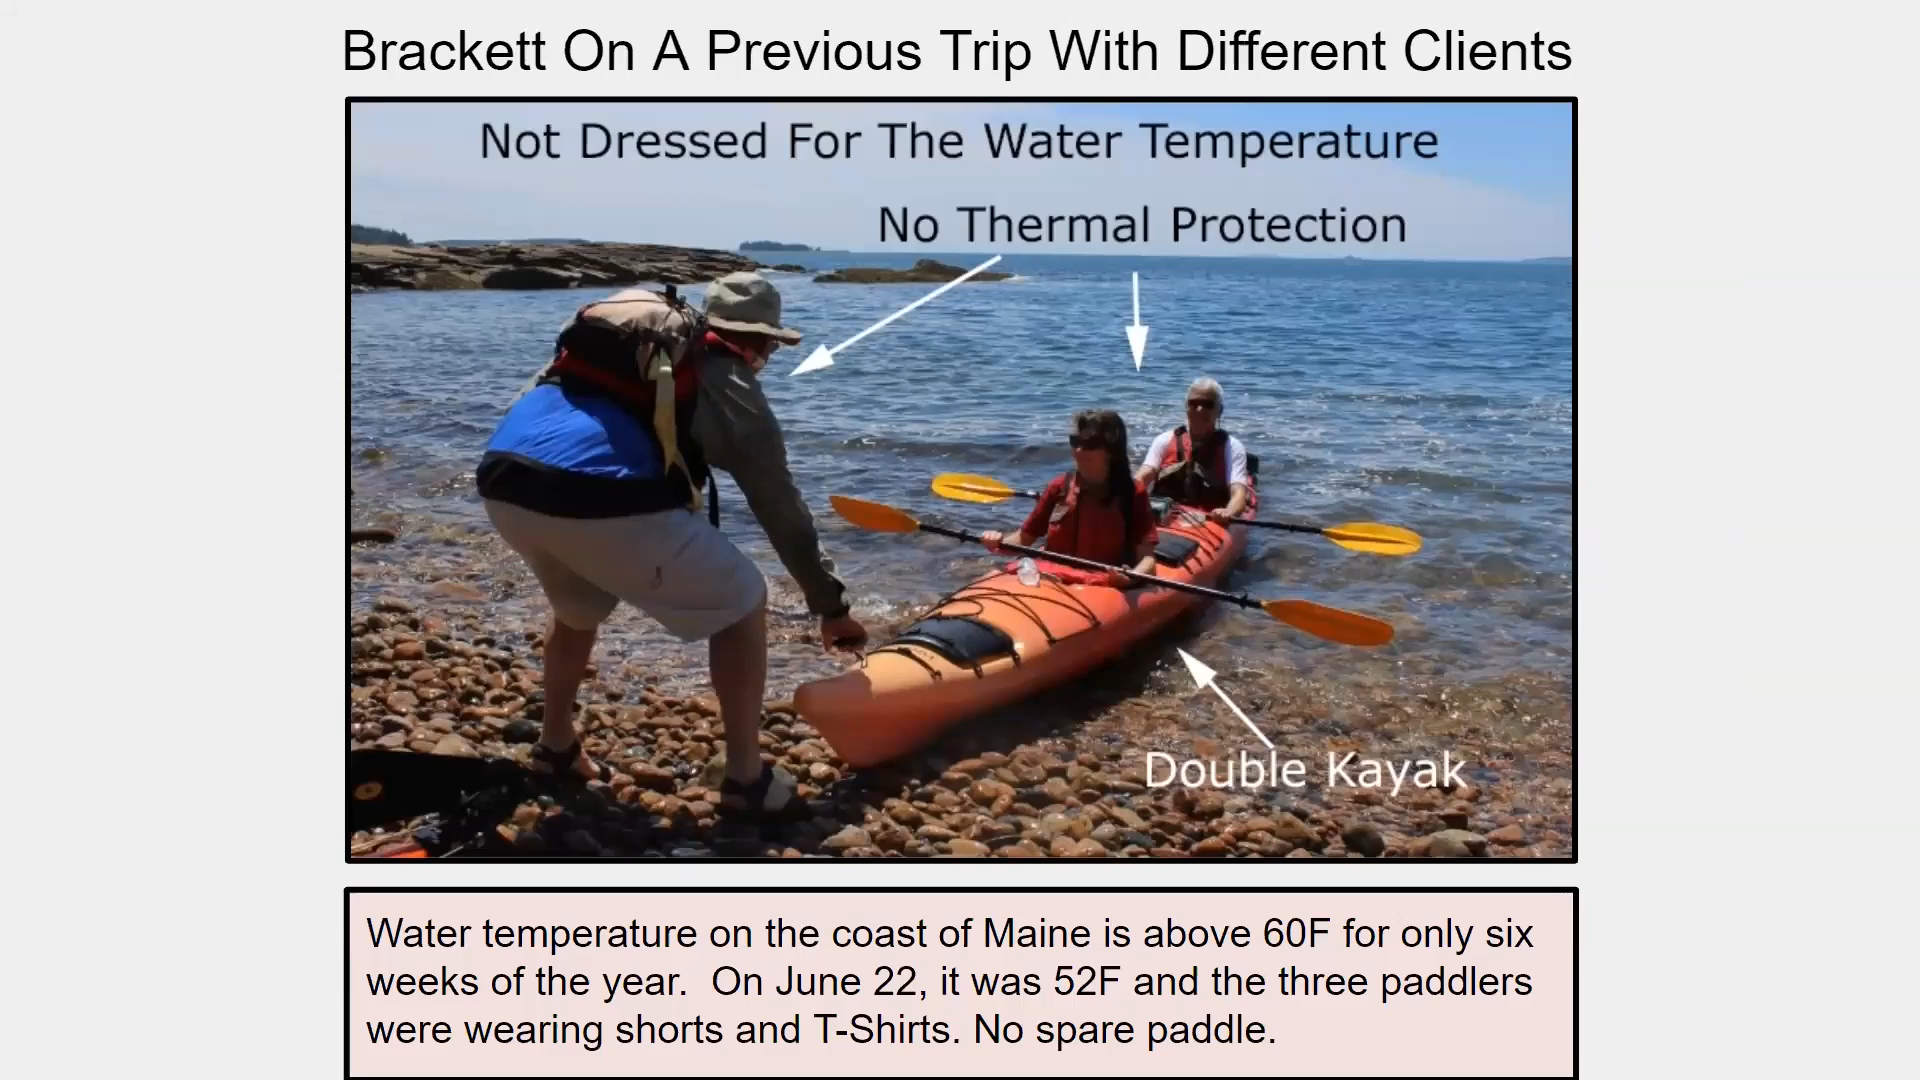 Brackett On A Previous Trip With Different Clients
Not Dressed For The Water Temperature
No Thermal Protection
Double Kayak
Water temperature on the coast of Maine is above 60F for only six
weeks of the year.  On June 22, it was 52F and the three paddlers
were wearing shorts and T-Shirts. No spare paddle.